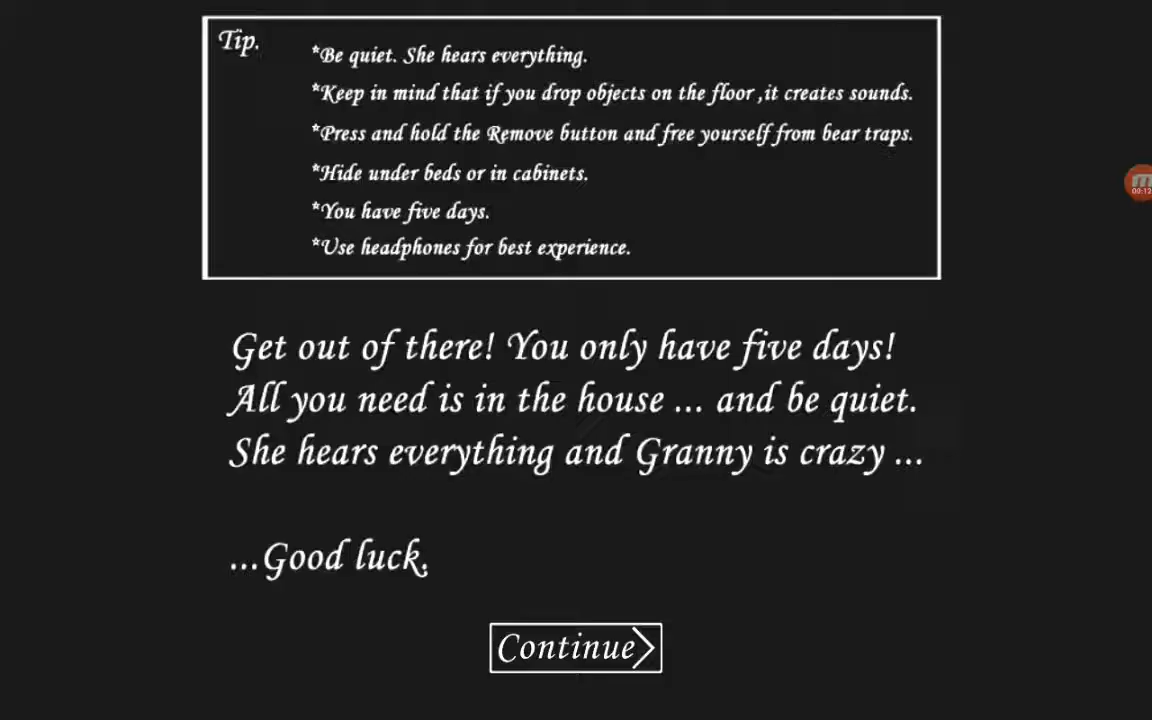 Tip.
*Be quiet. She hears everything.
*Keep in mind that if you drop objects on the floor ,it creates sounds.
*Press and hold the Remove button and free yourself from bear traps.
*Hide under beds or in cabinets.
*You have five days.
*Use headphones for best experience.
00:12
Get out of there! You only have five days!
All you need is in the house ... and be quiet.
She hears everything and Granny is crazy ...
...Good luck.
Continue